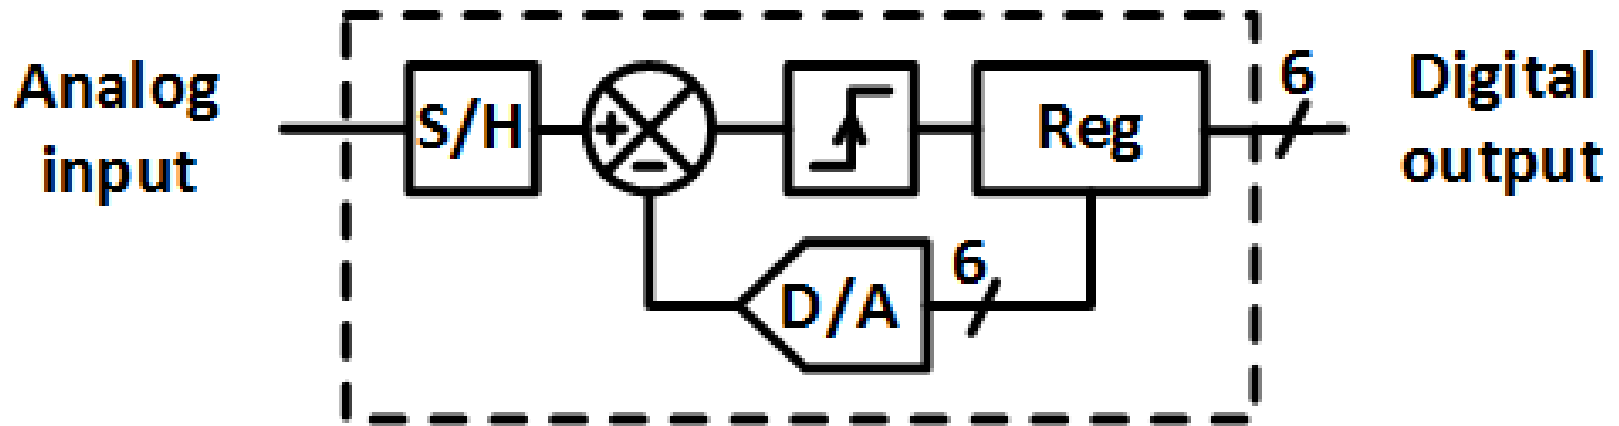 Analog
input
S/H
+
−
Reg
6
Digital
output
D/A
6